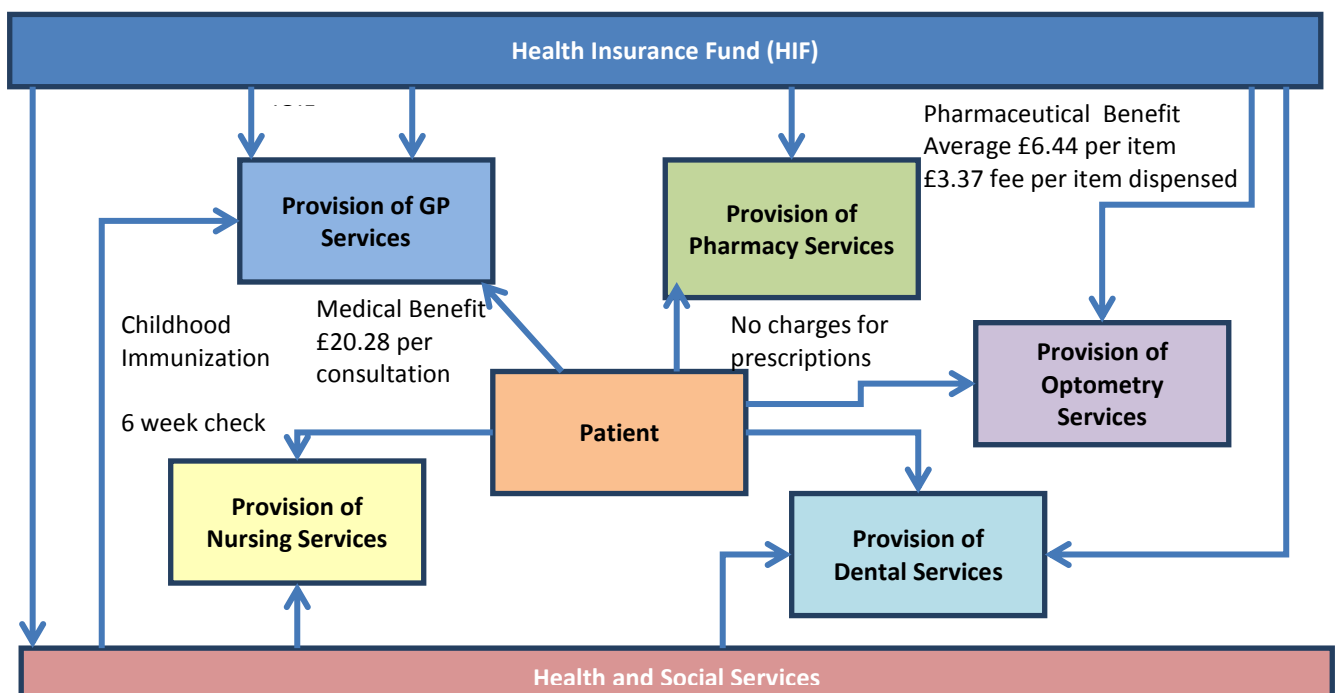 Health Insurance Fund (HIF)
Pharmaceutical Benefit
Average £6.44 per item
£3.37 fee per item dispensed
Provision of GP
Services
Provision of
Pharmacy Services
Childhood
Immunization
6 week check
Medical Benefit
£20.28 per
consultation
No charges for
prescriptions
Provision of
Optometry
Services
Patient
Provision of
Nursing Services
Provision of
Dental Services
Health and Social Services